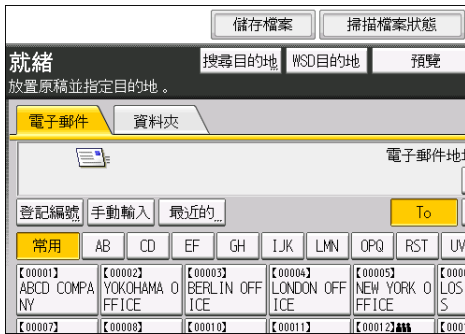 儲存檔案 掃描檔案狀態
就緒 搜尋目的地 WSD目的地 預覽
放置原稿並指定目的地。
電子郵件 資料夾
電子郵件地
登記編號 手動輸入 最近的 To
常用 AB CD EF GH IJK LMN OPQ RST UV
【00001】 【00002】 【00003】 【00004】 【00005】
ABCD COMPA YOKOHAMA O BERLIN OFF LONDON OFF NEW YORK O LOS
NY FFICE ICE ICE FFICE S
【00007】 【00008】 【00010】 【00011】 【00012】